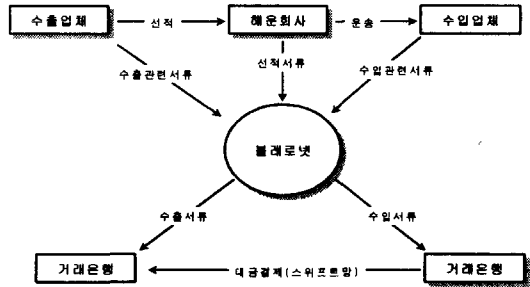 수출업체
선적
해운회사
운송
수입업체
수출관련서류
선적서류
수입관련서류
볼레로넷
수출서류
수입서류
거래은행
대금결제(스위프트망)
거래은행